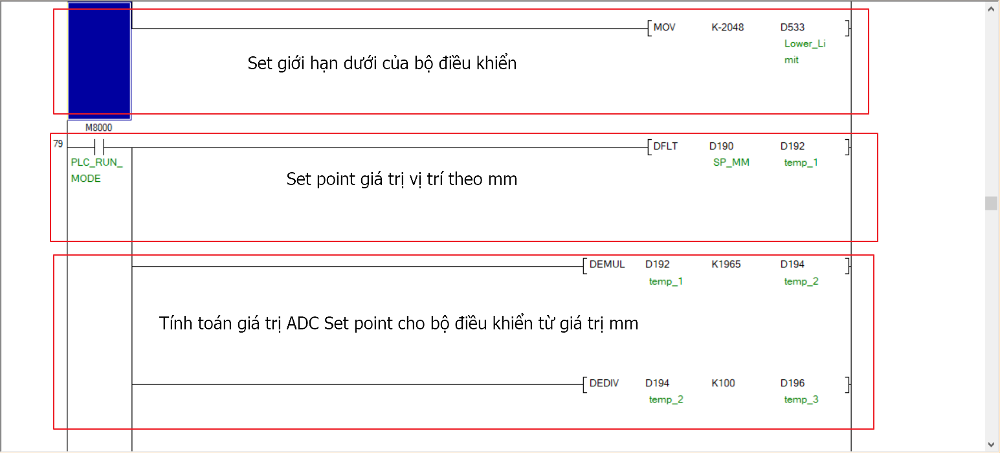 MOV K-2048 D533
Lower_Li
mit
Set giới hạn dưới của bộ điều khiển
M8000
79 DFLT D190 D192
PLC_RUN_ SP_MM temp_1
MODE
Set point giá trị vị trí theo mm
DEMUL D192 K1965 D194
temp_1 temp_2
Tính toán giá trị ADC Set point cho bộ điều khiển từ giá trị mm
DEDIV D194 K100 D196
temp_2 temp_3